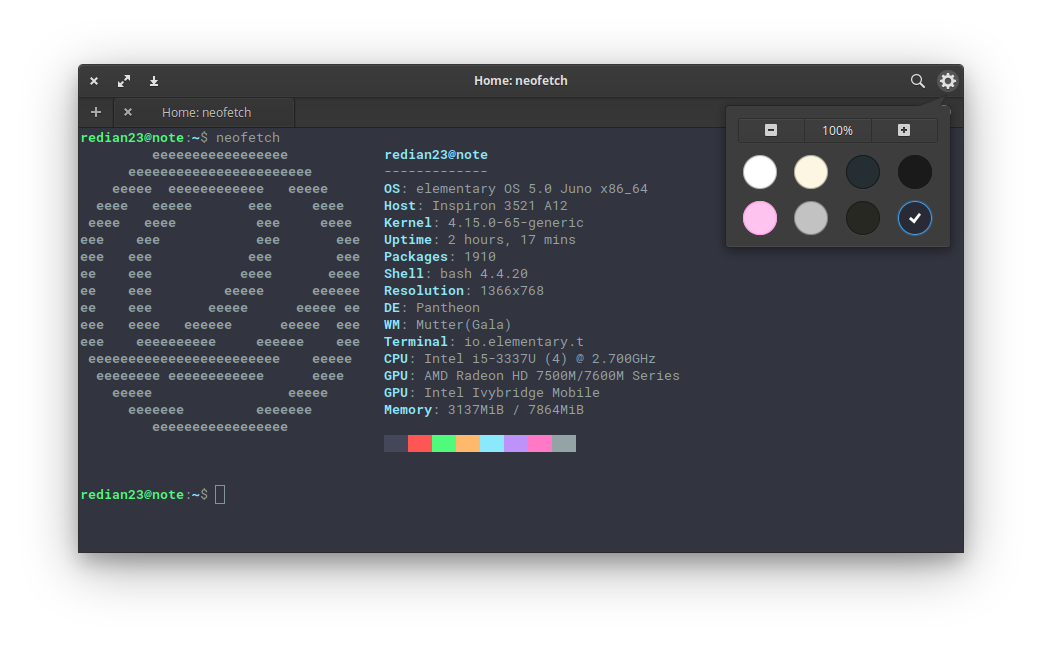 Home: neofetch
Home: neofetch
100%
redian23@note:~$ neofetch
         eeeeeeeeeeeeeeeee            redian23@note
      eeeeeeeeeeeeeeeeeeeeeee         -------------
    eeeee  eeeeeeeeeeee   eeeee       OS: elementary OS 5.0 Juno x86_64
  eeee   eeeee       eee     eeee     Host: Inspiron 3521 A12
 eeee   eeee          eee     eeee    Kernel: 4.15.0-65-generic
eee    eee            eee       eee   Uptime: 2 hours, 17 mins
eee   eee            eee        eee   Packages: 1910
ee    eee           eeee       eeee   Shell: bash 4.4.20
ee    eee         eeeee      eeeeee   Resolution: 1366x768
ee    eee       eeeee      eeeee ee   DE: Pantheon
eee   eeee   eeeeee      eeeee  eee   WM: Mutter(Gala)
eee    eeeeeeeeee     eeeeee    eee   Terminal: io.elementary.t
 eeeeeeeeeeeeeeeeeeeeeeee    eeeee    CPU: Intel i5-3337U (4) @ 2.700GHz
  eeeeeeee eeeeeeeeeeee      eeee     GPU: AMD Radeon HD 7500M/7600M Series
    eeeee                 eeeee       GPU: Intel Ivybridge Mobile
      eeeeeee         eeeeeee         Memory: 3137MiB / 7864MiB
         eeeeeeeeeeeeeeeee
redian23@note:~$